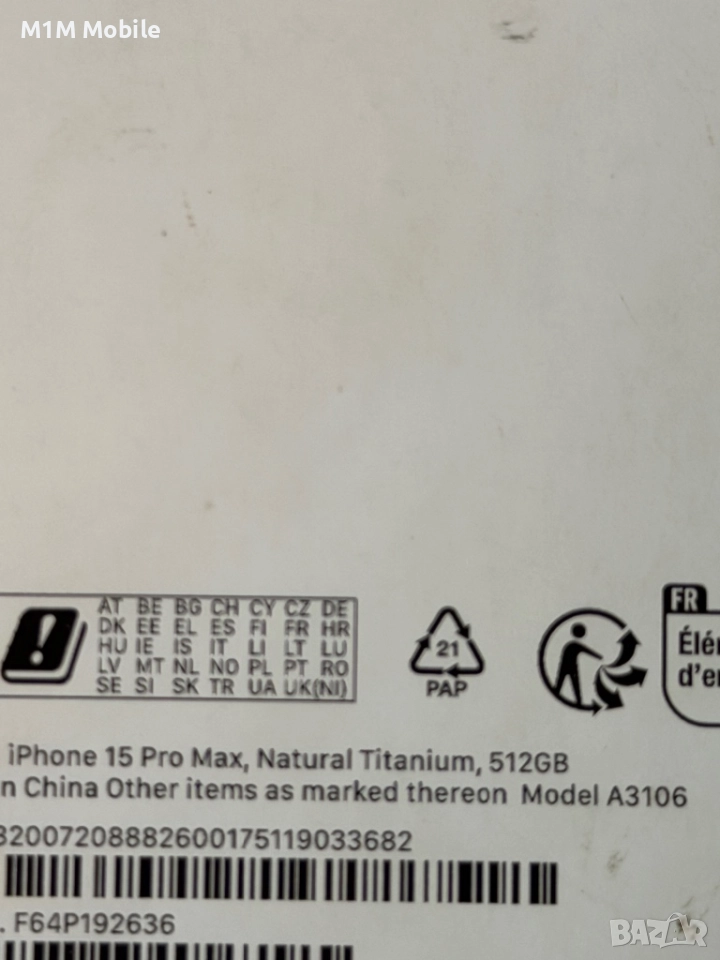 M1M Mobile
AT BE BG CH CY CZ DE
DK EE EL ES FI FR HR
HU IE IS IT LI LT LU
LV MT NL NO PL PT RO
SE SI SK TR UA UK(NI)
21
PAP
FR
Élé
d'e
iPhone 15 Pro Max, Natural Titanium, 512GB
n China Other items as marked thereon Model A3106
82007208882600175119033682
. F64P192636
BAZAR